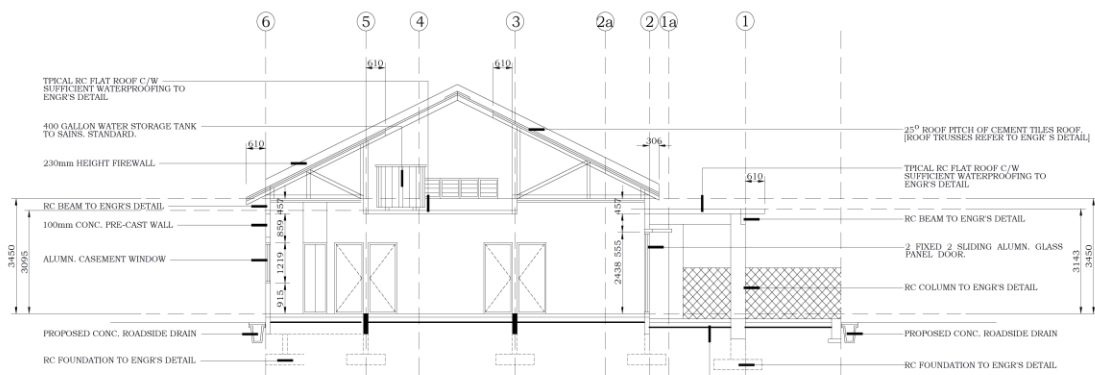 6 5 4 3 2a 2 1a 1
610 610
TPICAL RC FLAT ROOF C/W
SUFFICIENT WATERPROOFING TO
ENGR'S DETAIL
400 GALLON WATER STORAGE TANK
TO SAINS. STANDARD.
610
230mm HEIGHT FIREWALL
RC BEAM TO ENGR'S DETAIL
100mm CONC. PRE-CAST WALL
ALUMN. CASEMENT WINDOW
PROPOSED CONC. ROADSIDE DRAIN
RC FOUNDATION TO ENGR'S DETAIL
3450
3095
457
859
1219
915
457
555
2438
306
25⁰ ROOF PITCH OF CEMENT TILES ROOF.
[ROOF TRUSSES REFER TO ENGR' S DETAIL]
TPICAL RC FLAT ROOF C/W
SUFFICIENT WATERPROOFING TO
ENGR'S DETAIL
610
RC BEAM TO ENGR'S DETAIL
2 FIXED 2 SLIDING ALUMN. GLASS
PANEL DOOR.
RC COLUMN TO ENGR'S DETAIL
PROPOSED CONC. ROADSIDE DRAIN
RC FOUNDATION TO ENGR'S DETAIL
3143
3450